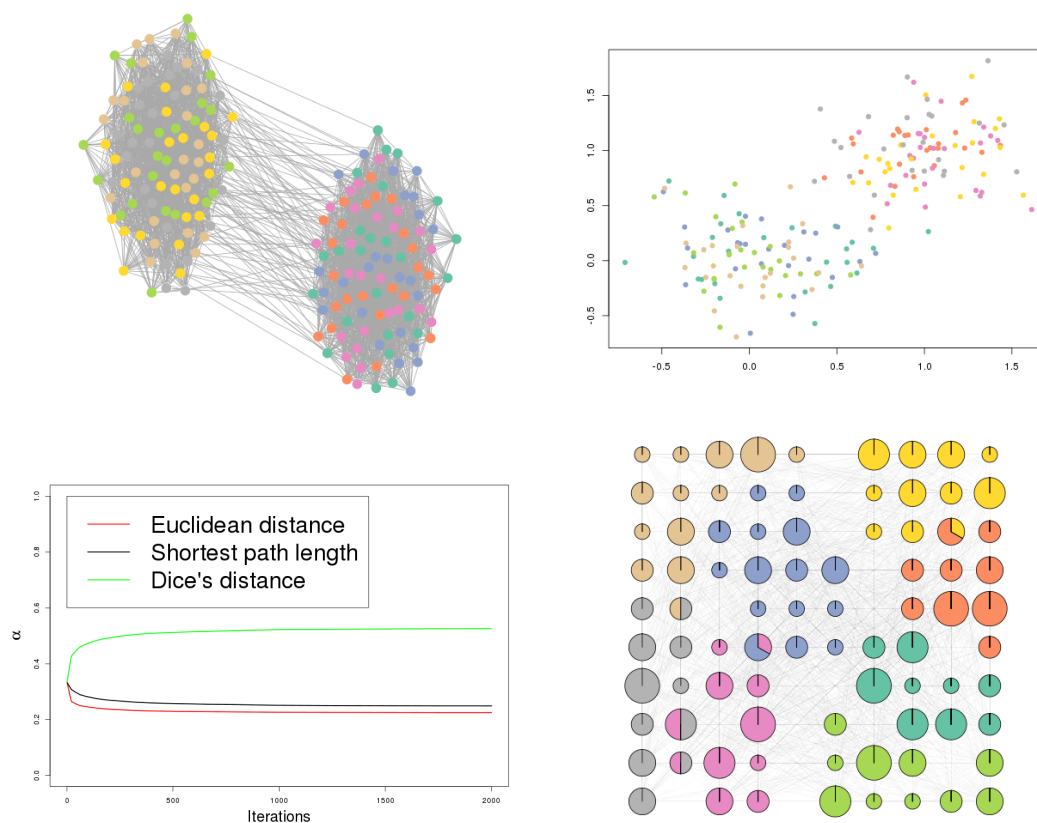 1.5
1.0
0.5
0.0
-0.5
-0.5 0.0 0.5 1.0 1.5
1.0
0.8
0.6
0.4
0.2
0.0
α
Euclidean distance
Shortest path length
Dice's distance
0 500 1000 1500 2000
Iterations